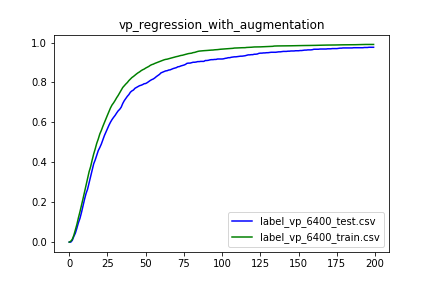 vp_regression_with_augmentation
1.0
0.8
0.6
0.4
0.2
0.0
label_vp_6400_test.csv
label_vp_6400_train.csv
0 25 50 75 100 125 150 175 200